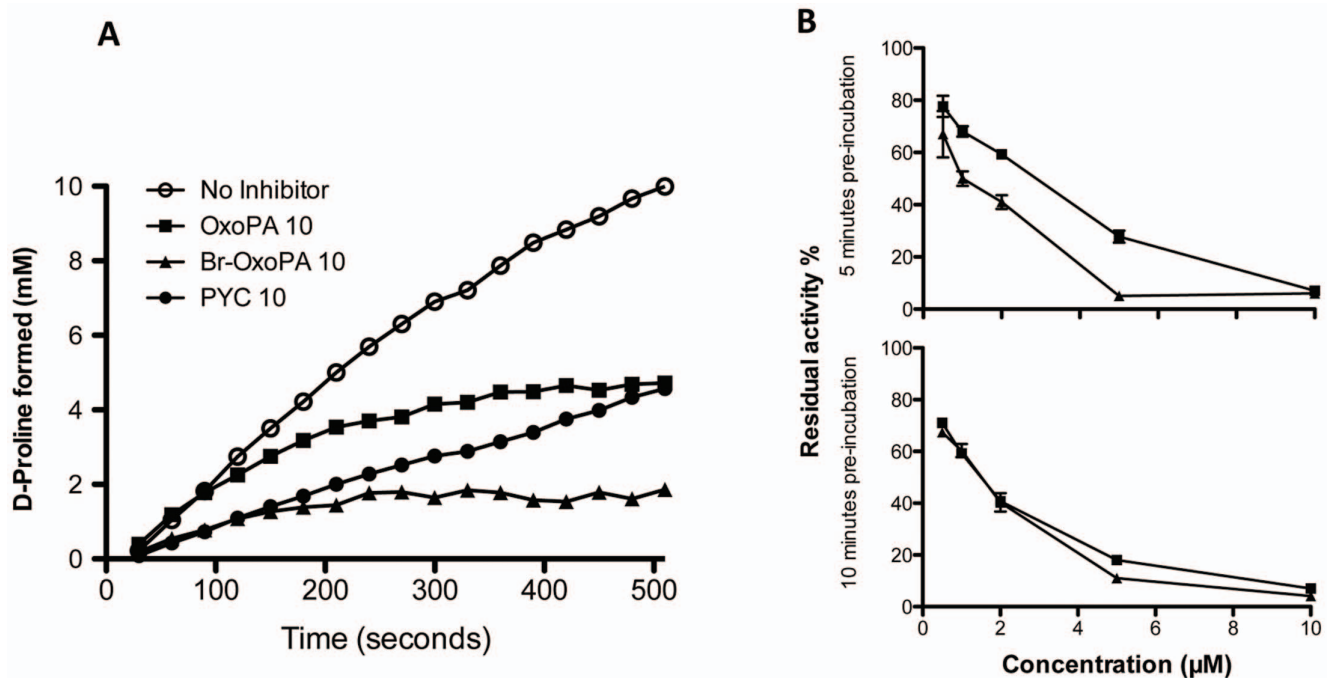 A
No Inhibitor
OxoPA 10
Br-OxoPA 10
PYC 10
D-Proline formed (mM)
10
8
6
4
2
0
0 100 200 300 400 500
Time (seconds)
B
Residual activity %
5 minutes pre-incubation
100
80
60
40
20
0
10 minutes pre-incubation
100
80
60
40
20
0
0 2 4 6 8 10
Concentration (µM)